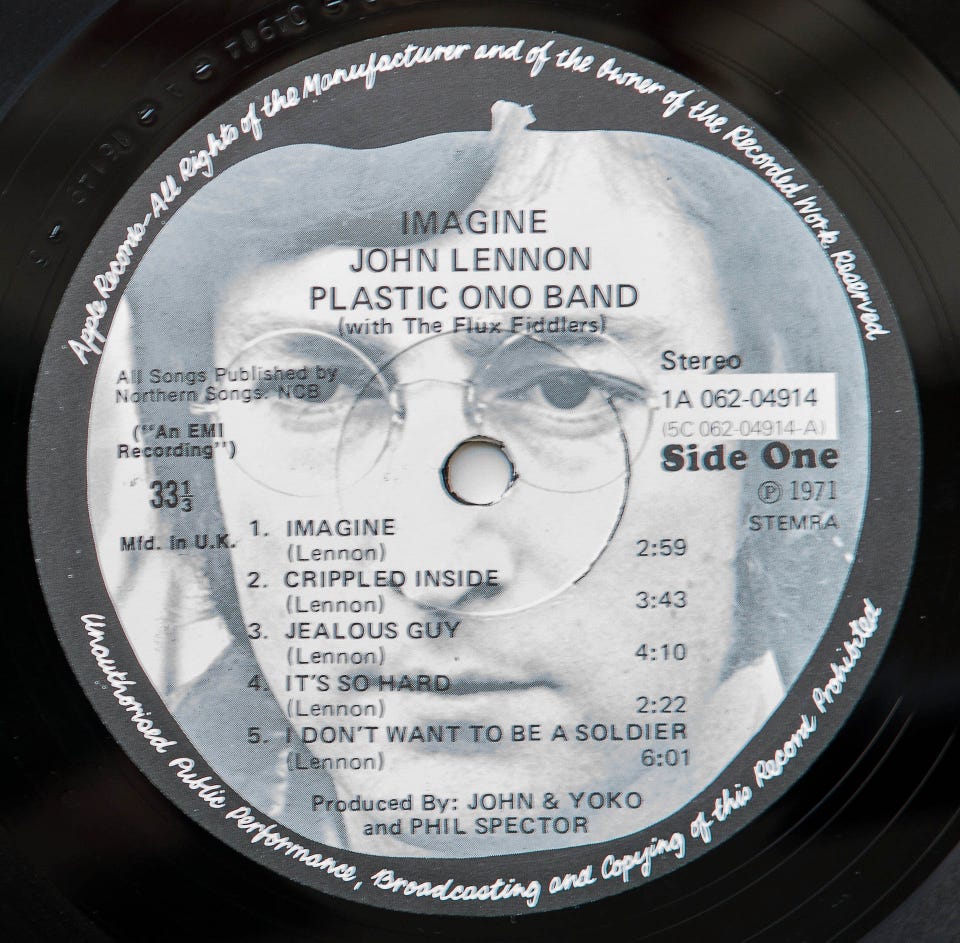 Apple Records-All Rights of the Manufacturer and of the Owner of the Recorded Work Reserved
IMAGINE
JOHN LENNON
PLASTIC ONO BAND
(with The Flux Fiddlers)
All Songs Published by
Northern Songs. NCB
("An EMI
Recording")
33⅓
Mfd. in U.K.
Stereo
1A 062-04914
(5C 062-04914-A)
Side One
Ⓟ 1971
STEMRA
1. IMAGINE
(Lennon) 2:59
2. CRIPPLED INSIDE
(Lennon) 3:43
3. JEALOUS GUY
(Lennon) 4:10
4. IT'S SO HARD
(Lennon) 2:22
5. I DON'T WANT TO BE A SOLDIER
(Lennon) 6:01
Produced By: JOHN & YOKO
and PHIL SPECTOR
Unauthorised Public Performance, Broadcasting and Copying of this Record Prohibited